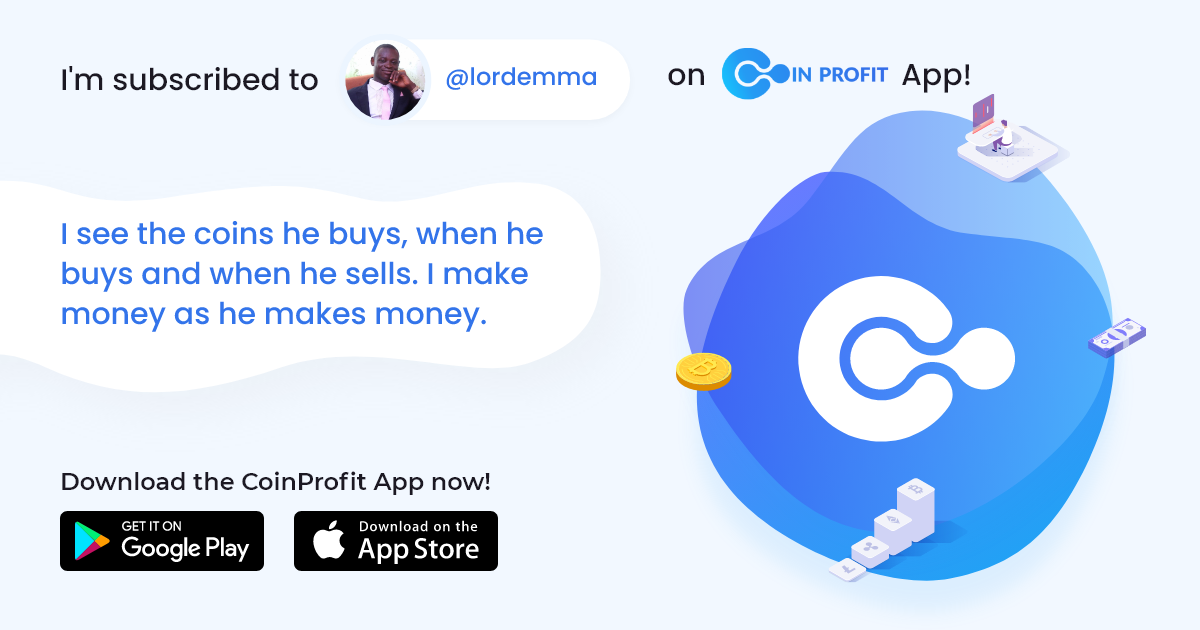 I'm subscribed to @lordemma on IN PROFIT App!
I see the coins he buys, when he
buys and when he sells. I make
money as he makes money.
Download the CoinProfit App now!
GET IT ON
Google Play
Download on the
App Store